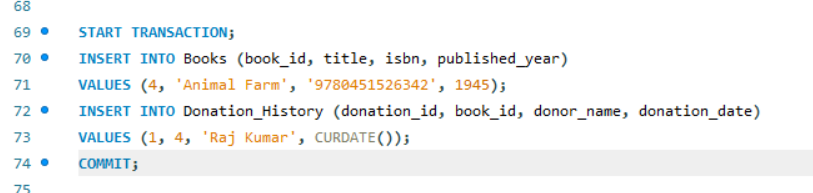 68
69 START TRANSACTION;
70 INSERT INTO Books (book_id, title, isbn, published_year)
71 VALUES (4, 'Animal Farm', '9780451526342', 1945);
72 INSERT INTO Donation_History (donation_id, book_id, donor_name, donation_date)
73 VALUES (1, 4, 'Raj Kumar', CURDATE());
74 COMMIT;
75